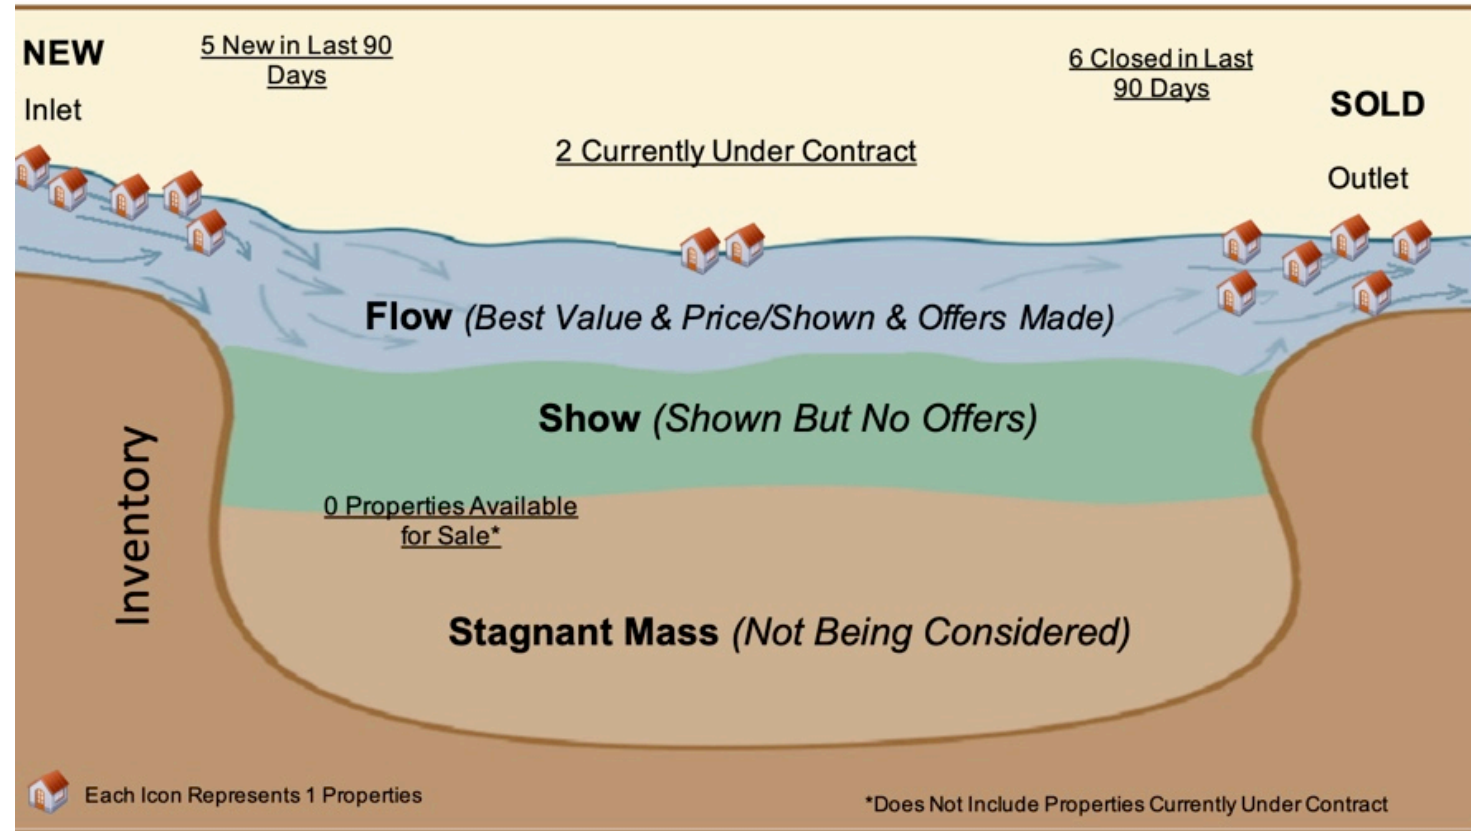 NEW
Inlet
5 New in Last 90
Days
6 Closed in Last
90 Days
SOLD
Outlet
2 Currently Under Contract
Flow (Best Value & Price/Shown & Offers Made)
Show (Shown But No Offers)
Inventory
0 Properties Available
for Sale*
Stagnant Mass (Not Being Considered)
Each Icon Represents 1 Properties
*Does Not Include Properties Currently Under Contract